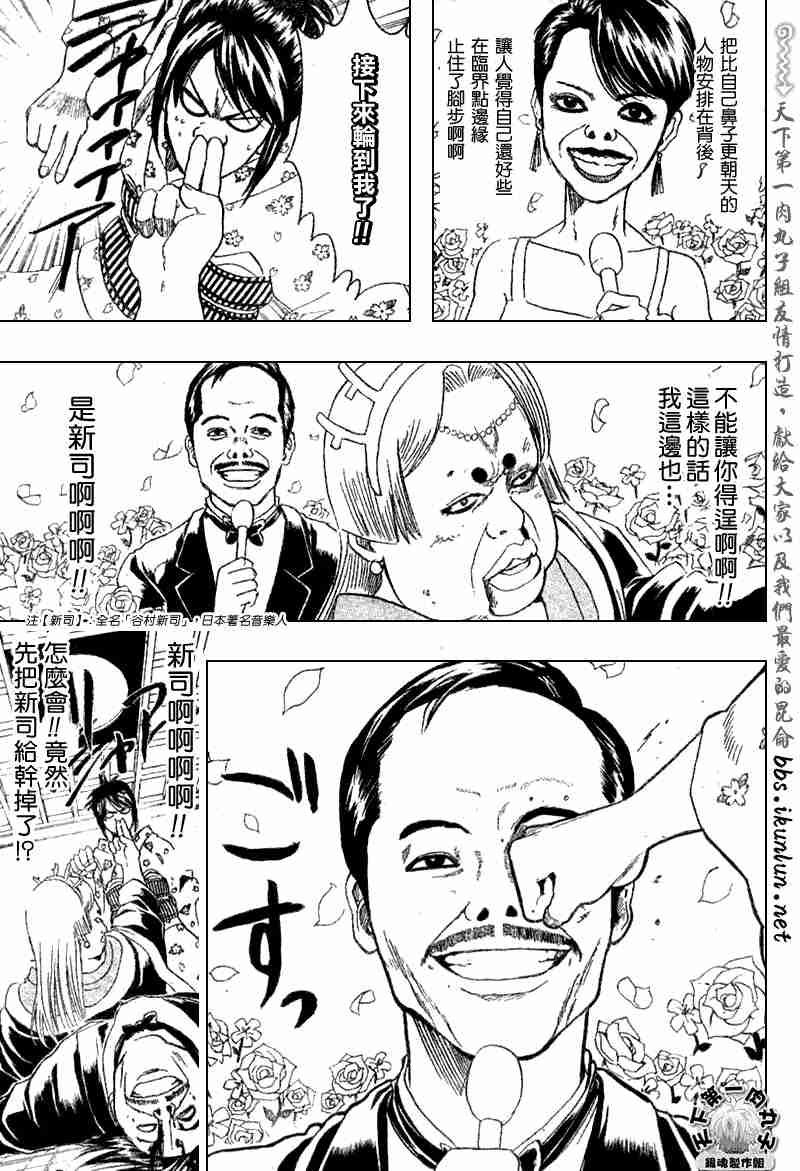 把比自己鼻子更朝天的
人物安排在背後
讓人覺得自己還好些
在臨界點邊緣
止住了腳步啊啊
接下來輪到我了!!
ジャァァァ
不能讓你得逞啊啊!!
這樣的話
我這邊也…
是新司啊啊啊!!
注【新司】:全名「谷村新司」,日本著名音樂人
ごすっ
新司啊啊啊啊!!
怎麼會!!竟然
先把新司給幹掉了!?
天下第一肉丸子組友情打造,獻給大家以及我們最愛的昆侖 bbs.ikunlun.net
天下第一肉丸子
銀魂製作組